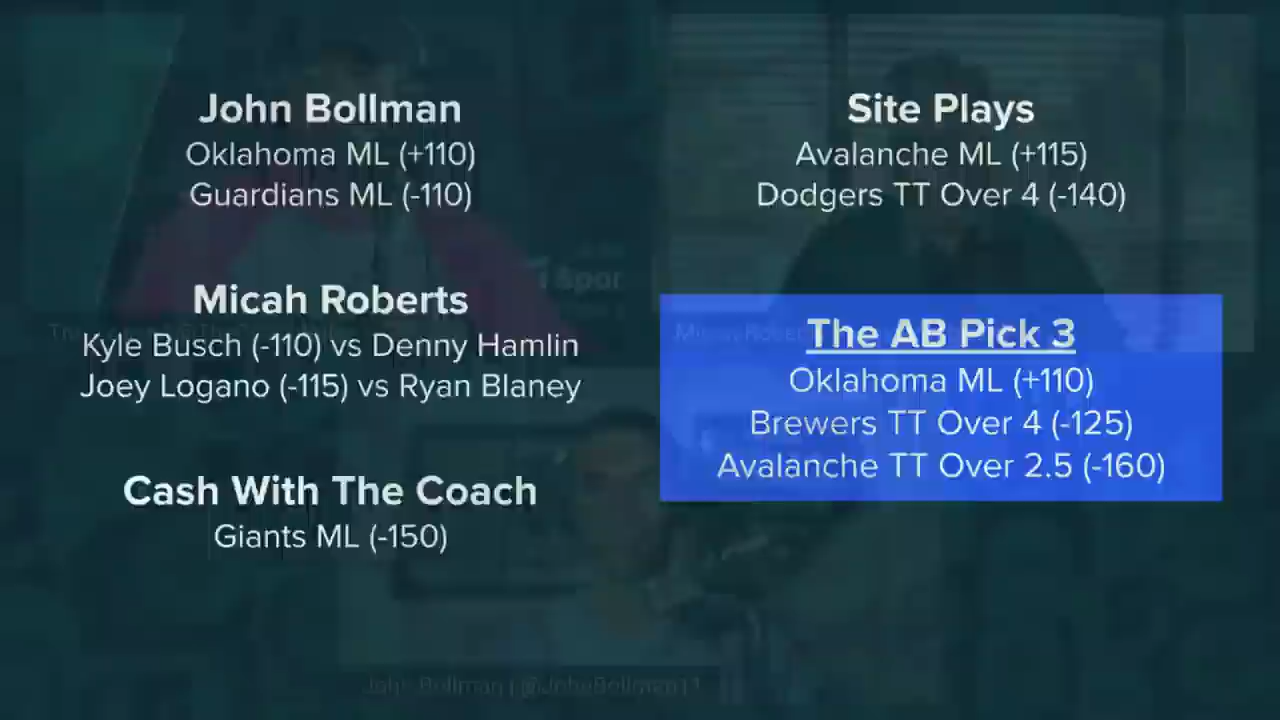 John Bollman
Oklahoma ML (+110)
Guardians ML (-110)
Micah Roberts
Kyle Busch (-110) vs Denny Hamlin
Joey Logano (-115) vs Ryan Blaney
Cash With The Coach
Giants ML (-150)
Site Plays
Avalanche ML (+115)
Dodgers TT Over 4 (-140)
The AB Pick 3
Oklahoma ML (+110)
Brewers TT Over 4 (-125)
Avalanche TT Over 2.5 (-160)
John Bollman